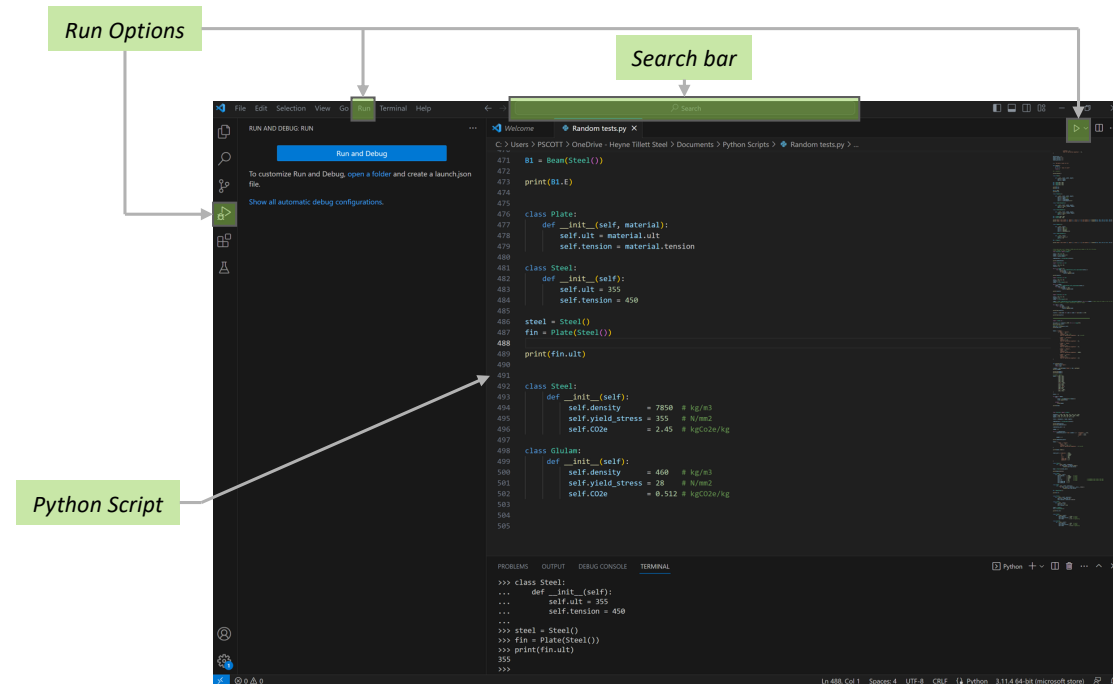 Run Options
Search bar
File Edit Selection View Go Run Terminal Help
Search
RUN AND DEBUG: RUN
Run and Debug
To customize Run and Debug, open a folder and create a launch.json
file.
Show all automatic debug configurations.
Welcome
Random tests.py
C: > Users > PSCOTT > OneDrive - Heyne Tillett Steel > Documents > Python Scripts > Random tests.py > ...
471 B1 = Beam(Steel())
472
473 print(B1.E)
474
475
476 class Plate:
477 def __init__(self, material):
478 self.ult = material.ult
479 self.tension = material.tension
480
481 class Steel:
482 def __init__(self):
483 self.ult = 355
484 self.tension = 450
485
486 steel = Steel()
487 fin = Plate(Steel())
488
489 print(fin.ult)
490
491
492 class Steel:
493 def __init__(self):
494 self.density = 7850 # kg/m3
495 self.yield_stress = 355 # N/mm2
496 self.CO2e = 2.45 # kgCo2e/kg
497
498 class Glulam:
499 def __init__(self):
500 self.density = 460 # kg/m3
501 self.yield_stress = 28 # N/mm2
502 self.CO2e = 0.512 # kgCO2e/kg
503
504
505
Python Script
PROBLEMS OUTPUT DEBUG CONSOLE TERMINAL
Python
>>> class Steel:
... def __init__(self):
... self.ult = 355
... self.tension = 450
...
>>> steel = Steel()
>>> fin = Plate(Steel())
>>> print(fin.ult)
355
>>>
1
0 0
Ln 488, Col 1 Spaces: 4 UTF-8 CRLF Python 3.11.4 64-bit (microsoft store)